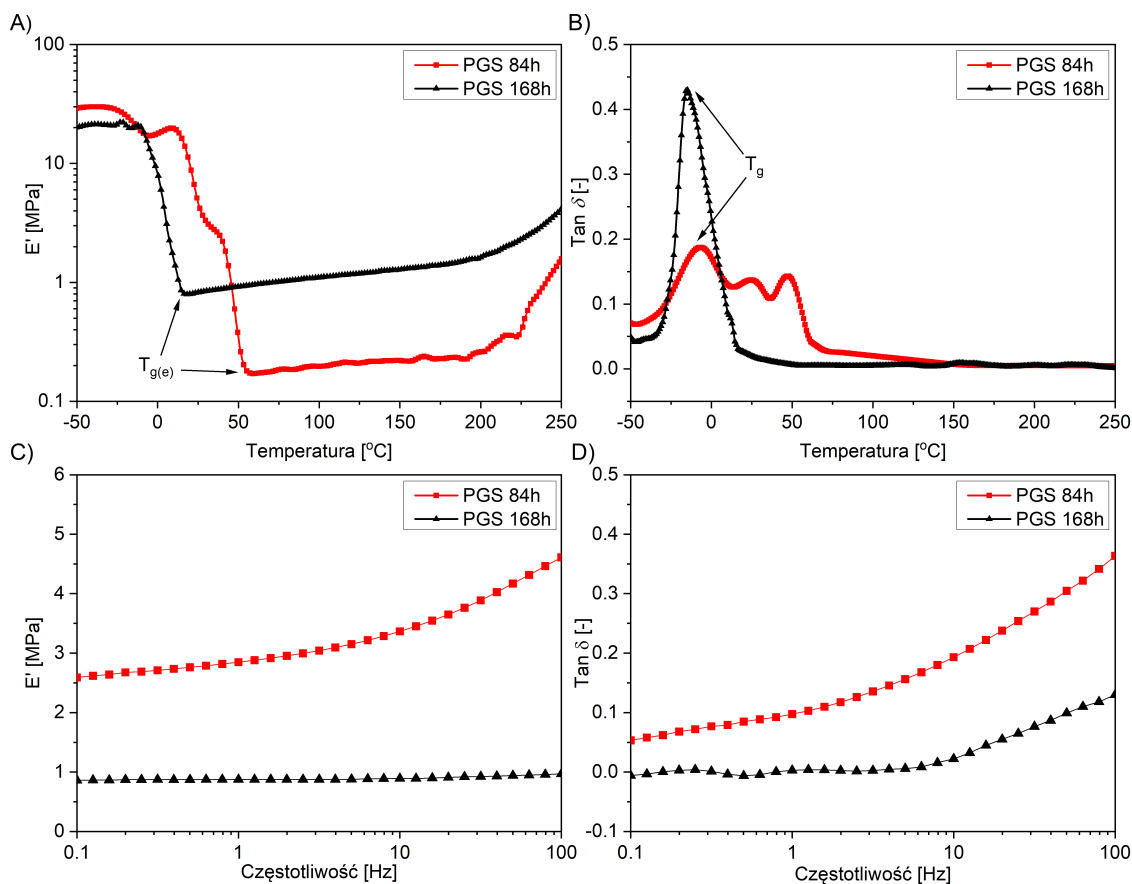 A)
B)
100
10
1
0.1
E' [MPa]
PGS 84h
PGS 168h
Tg(e)
-50 0 50 100 150 200 250
Temperatura [°C]
0.5
0.4
0.3
0.2
0.1
0.0
Tan δ [-]
PGS 84h
PGS 168h
Tg
-50 0 50 100 150 200 250
Temperatura [°C]
C)
D)
6
5
4
3
2
1
0
E' [MPa]
PGS 84h
PGS 168h
0.1 1 10 100
Częstotliwość [Hz]
0.5
0.4
0.3
0.2
0.1
0.0
-0.1
Tan δ [-]
PGS 84h
PGS 168h
0.1 1 10 100
Częstotliwość [Hz]